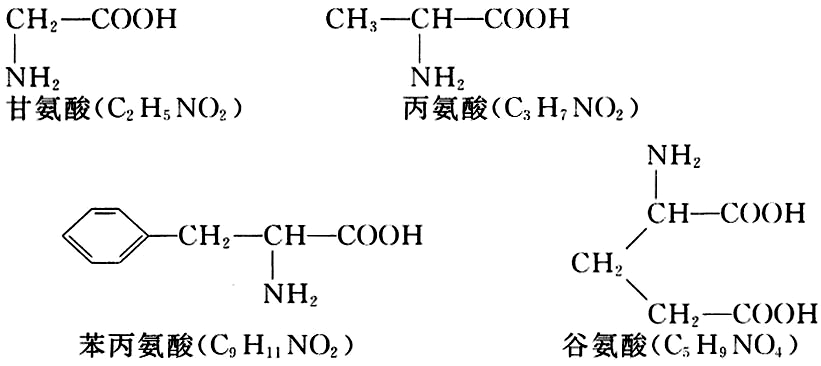 CH₂—COOH
NH₂
甘氨酸(C₂H₅NO₂)
CH₃—CH—COOH
NH₂
丙氨酸(C₃H₇NO₂)
CH₂—CH—COOH
NH₂
苯丙氨酸(C₉H₁₁NO₂)
NH₂
CH—COOH
CH₂
CH₂—COOH
谷氨酸(C₅H₉NO₄)